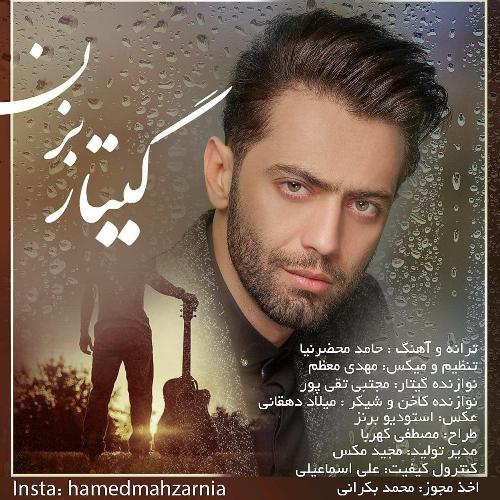 گیتار بزن
ترانه و آهنگ : حامد محضرنیا
تنظیم و میکس: مهدی معظم
نوازنده گیتار: مجتبی تقی پور
نوازنده کاخن و شیکر : میلاد دهقانی
عکس: استودیو برنز
طراح: مصطفی کهربا
مدیر تولید: مجید مکس
کنترل کیفیت: علی اسماعیلی
اخذ مجوز: محمد بکرانی
Insta: hamedmahzarnia